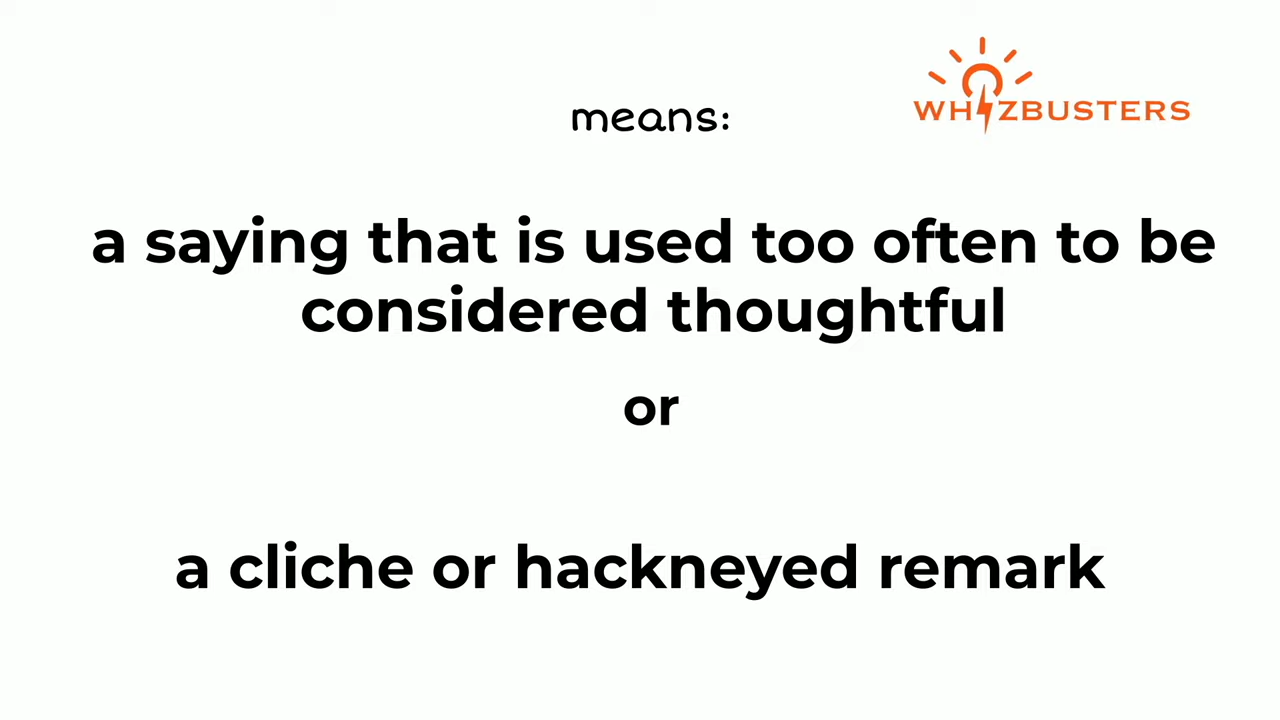 means:
WHIZBUSTERS
a saying that is used too often to be
considered thoughtful
or
a cliche or hackneyed remark